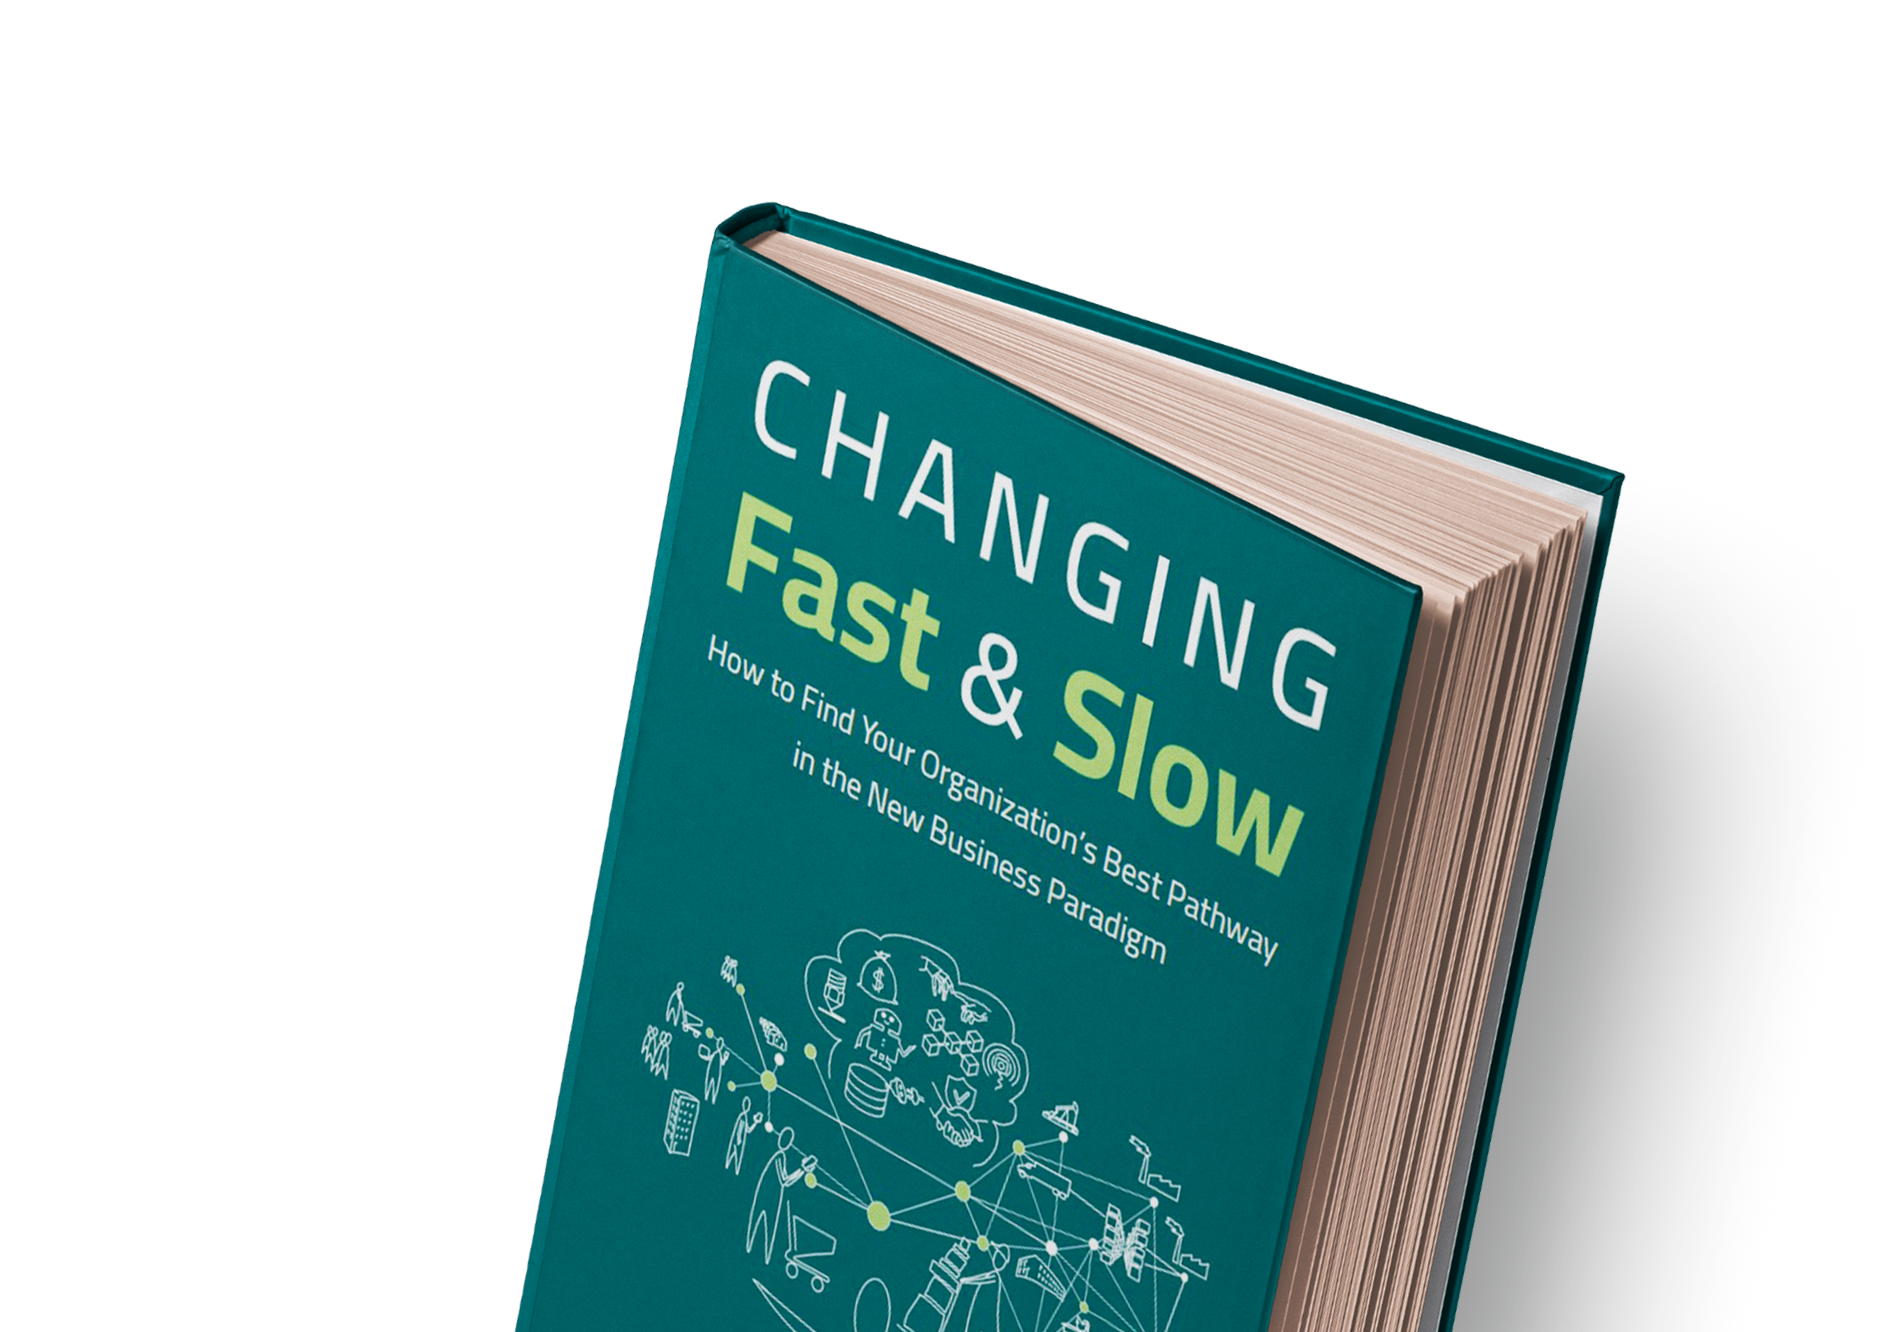 CHANGING
Fast & Slow
How to Find Your Organization's Best Pathway
in the New Business Paradigm
$